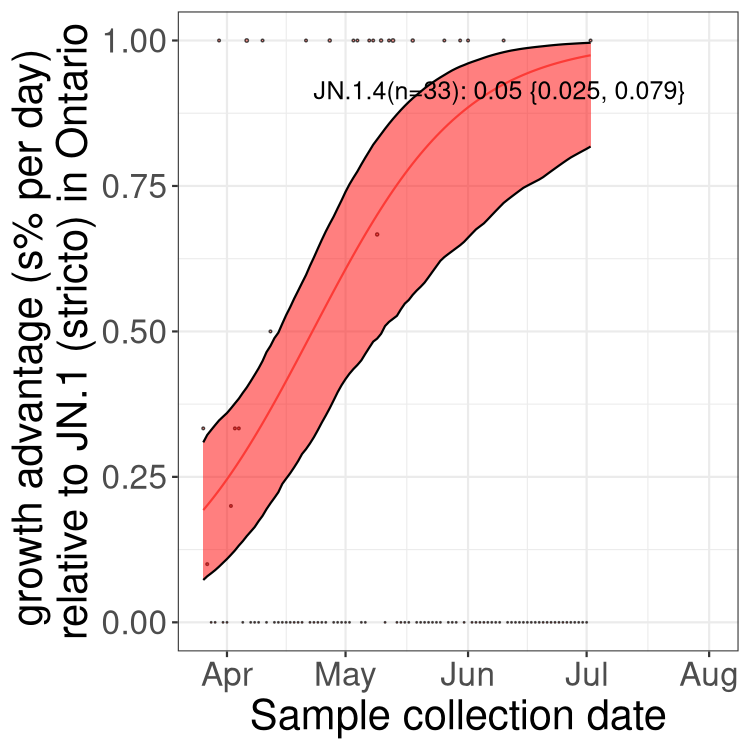 growth advantage (s% per day)
relative to JN.1 (stricto) in Ontario
1.00
0.75
0.50
0.25
0.00
JN.1.4(n=33): 0.05 {0.025, 0.079}
Apr May Jun Jul Aug
Sample collection date